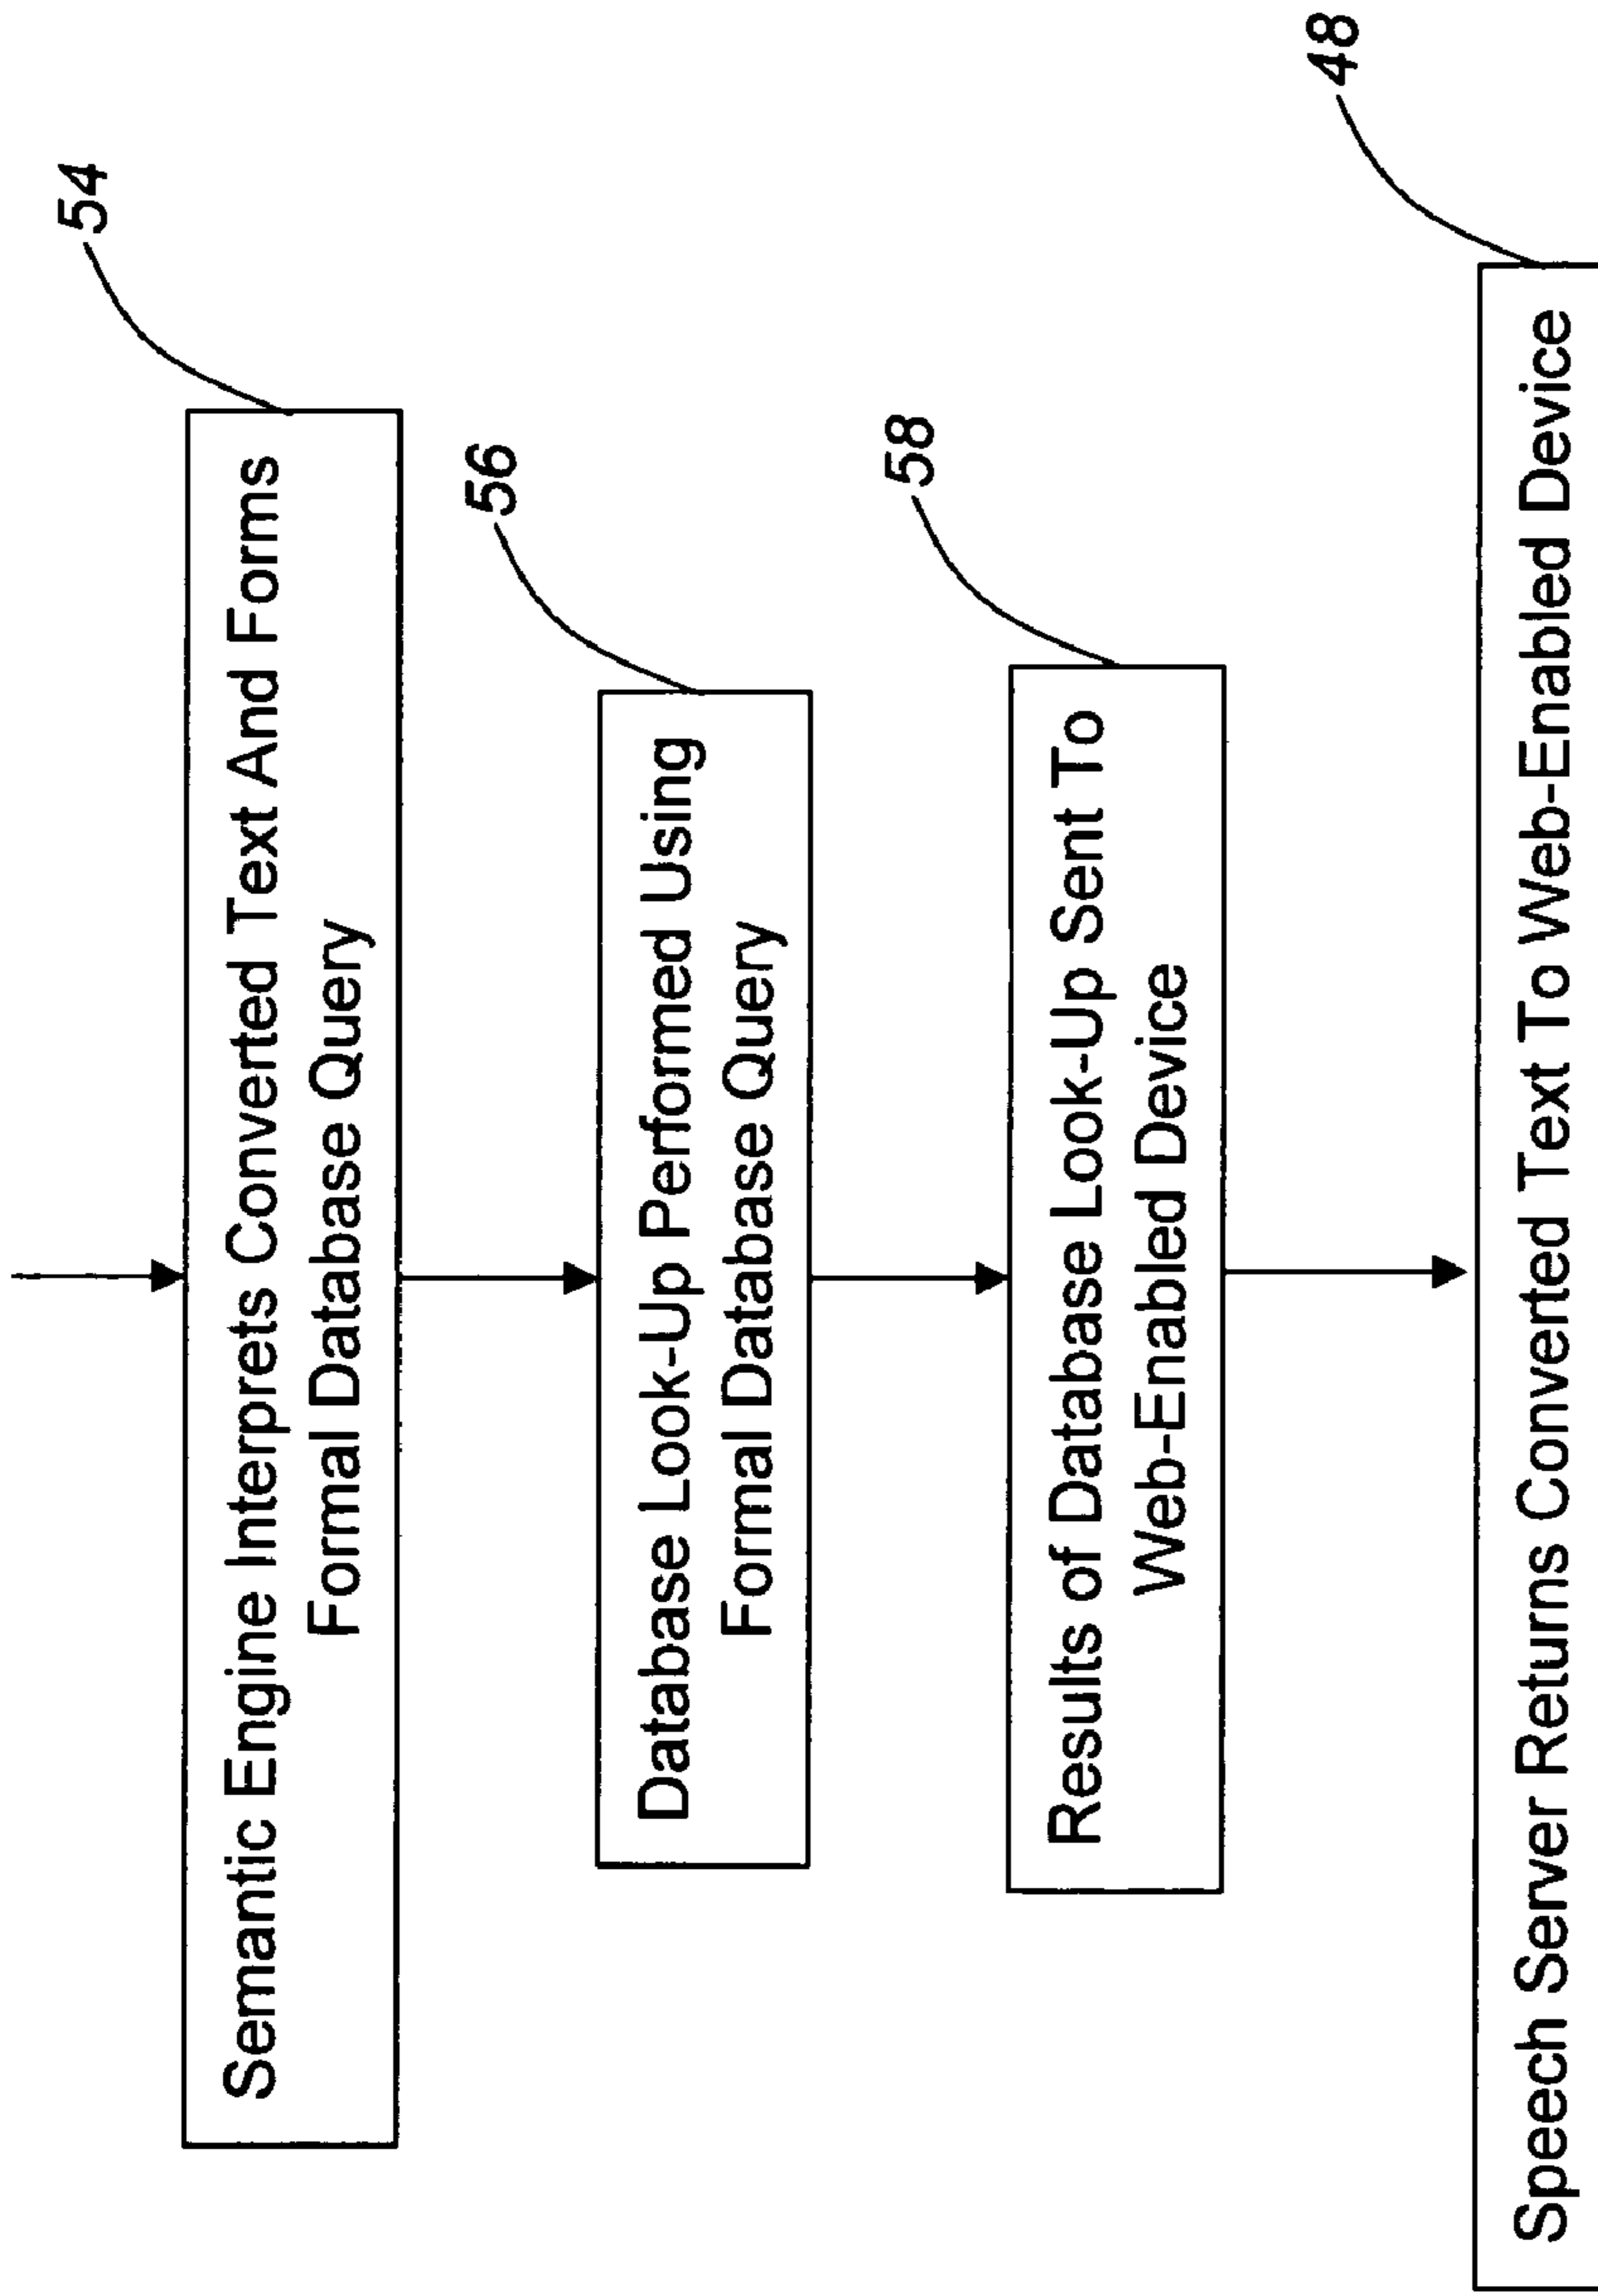 54
Semantic Engine Interprets Converted Text And Forms
Formal Database Query
56
Database Look-Up Performed Using
Formal Database Query
58
Results of Database Look-Up Sent To
Web-Enabled Device
48
Speech Server Returns Converted Text To Web-Enabled Device